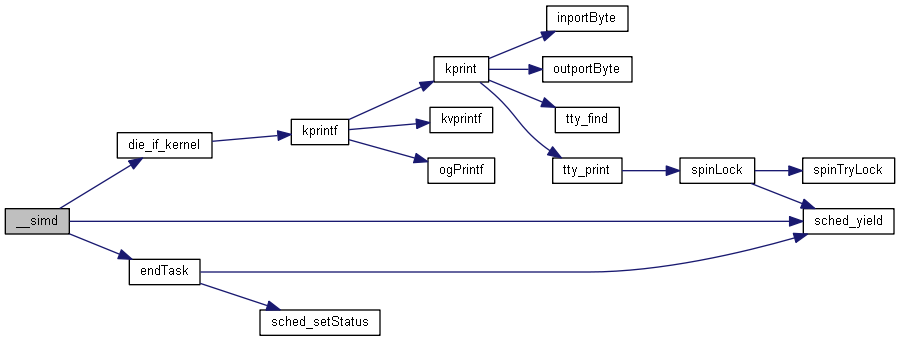 inportByte
kprint
outportByte
tty_find
kvprintf
kprintf
die_if_kernel
ogPrintf
tty_print
spinLock
spinTryLock
__simd
sched_yield
endTask
sched_setStatus